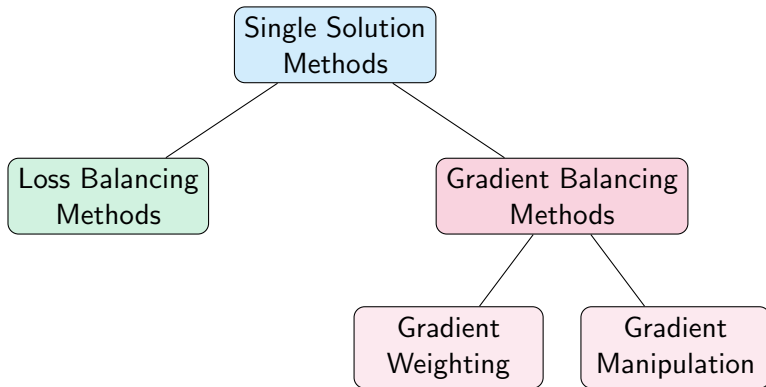 Single Solution
Methods
Loss Balancing
Methods
Gradient Balancing
Methods
Gradient
Weighting
Gradient
Manipulation